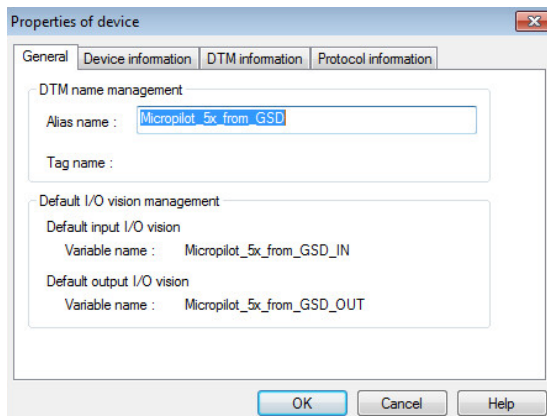 Properties of device
General Device information DTM information Protocol information
DTM name management
Alias name : Micropilot_5x_from_GSD
Tag name :
Default I/O vision management
Default input I/O vision
Variable name : Micropilot_5x_from_GSD_IN
Default output I/O vision
Variable name : Micropilot_5x_from_GSD_OUT
OK Cancel Help